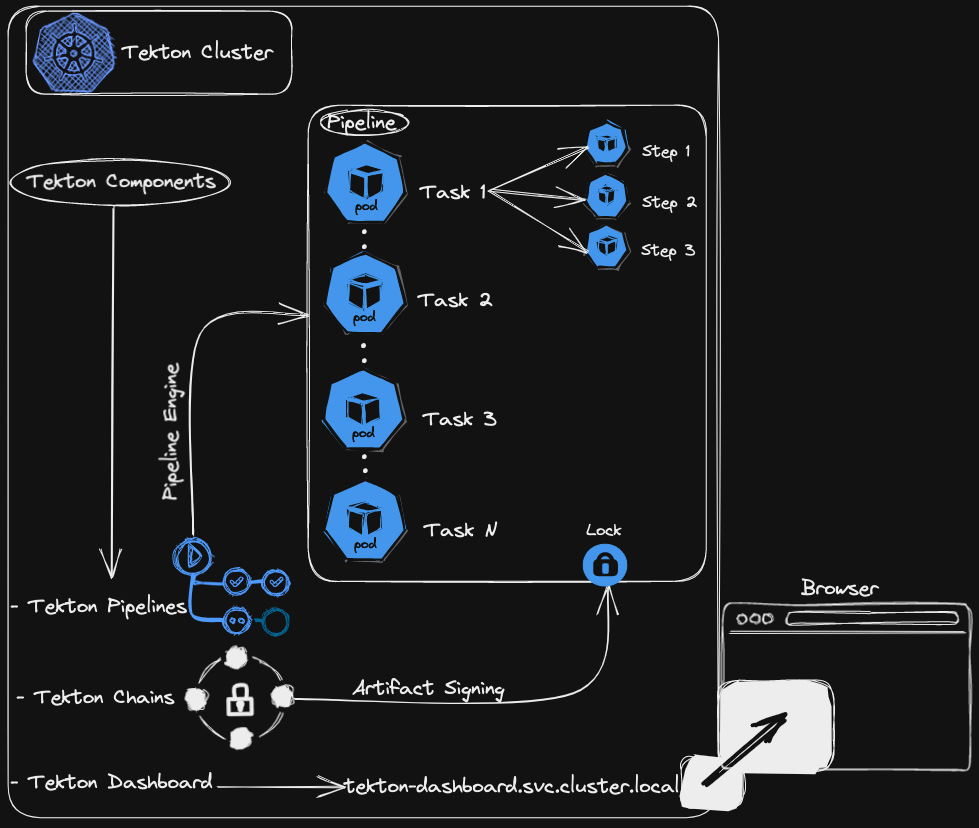 Tekton Cluster
Pipeline
Tekton Components
pod
Task 1
Step 1
Step 2
Step 3
pod
Task 2
pod
Task 3
pod
Task N
Pipeline Engine
Lock
- Tekton Pipelines
- Tekton Chains
Artifact Signing
- Tekton Dashboard
tekton-dashboard.svc.cluster.local
Browser